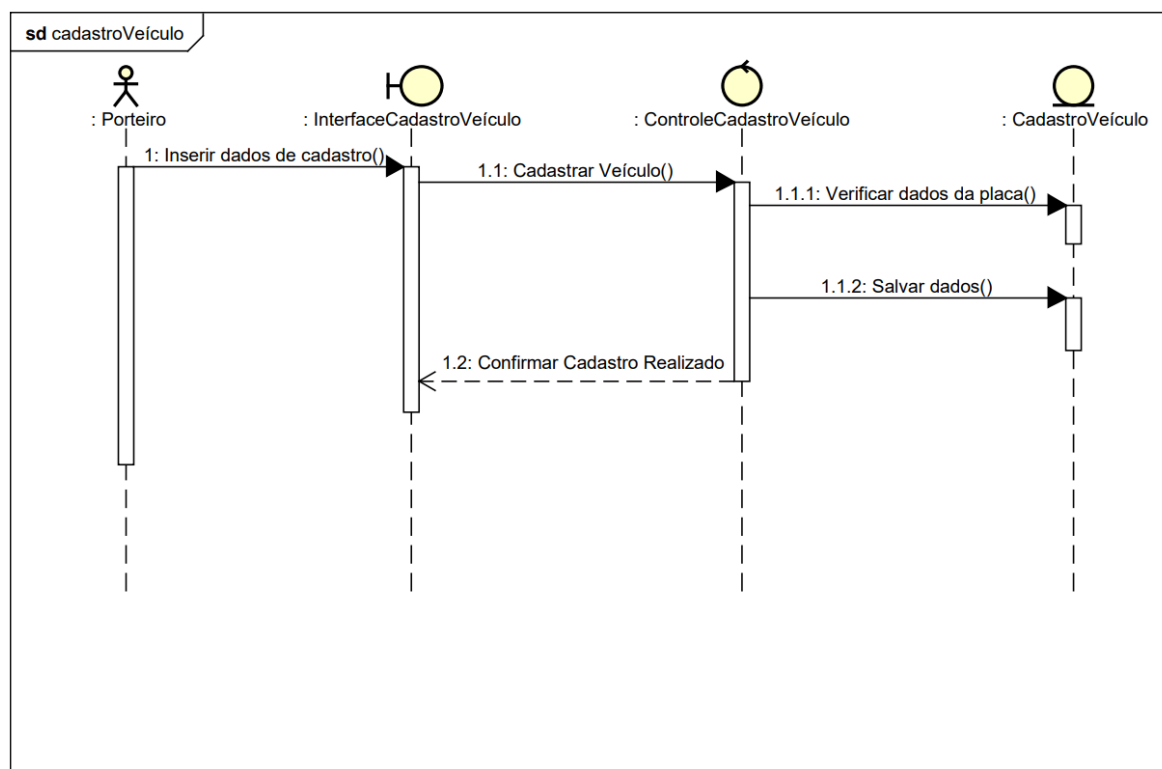 sd cadastroVeículo
: Porteiro
: InterfaceCadastroVeículo
: ControleCadastroVeículo
: CadastroVeículo
1: Inserir dados de cadastro()
1.1: Cadastrar Veículo()
1.1.1: Verificar dados da placa()
1.1.2: Salvar dados()
1.2: Confirmar Cadastro Realizado